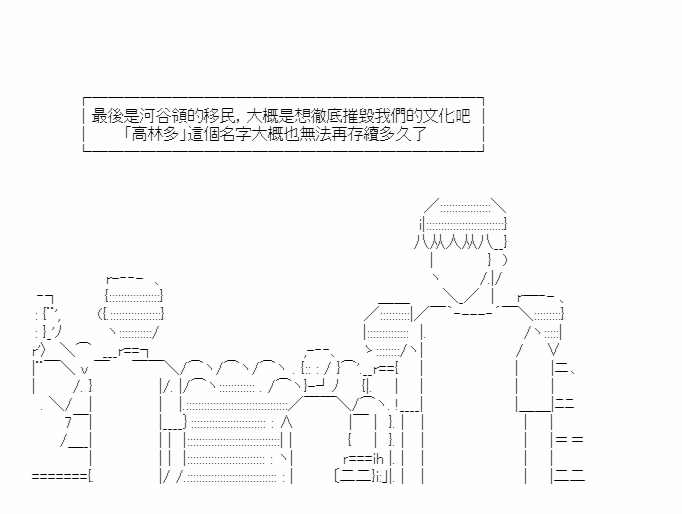 最後是河谷領的移民，大概是想徹底摧毀我們的文化吧
「高林多」這個名字大概也無法再存續多久了